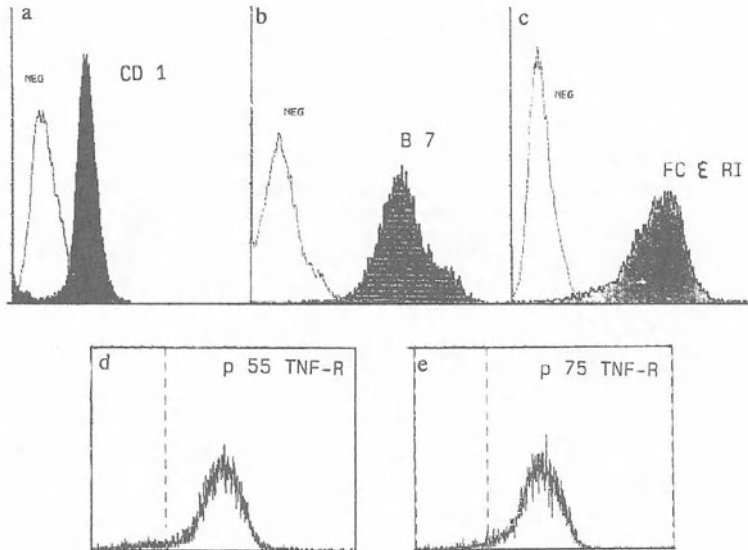 a
NEG
CD 1
b
NEG
B 7
c
NEG
FC Ɛ RI
d
p 55 TNF-R
e
p 75 TNF-R